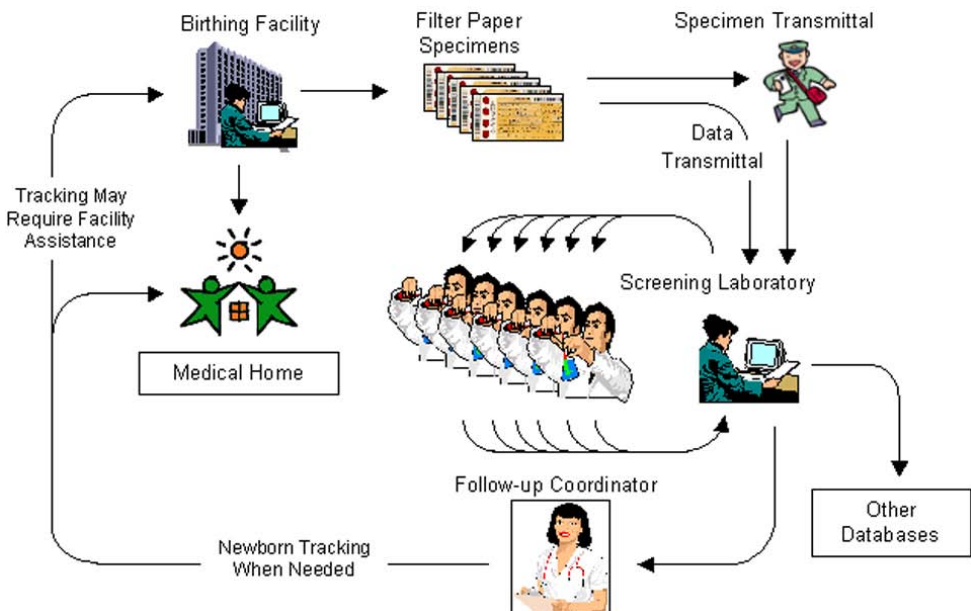 Birthing Facility
Filter Paper
Specimens
Specimen Transmittal
Data
Transmittal
Tracking May
Require Facility
Assistance
Screening Laboratory
Medical Home
Follow-up Coordinator
Other
Databases
Newborn Tracking
When Needed